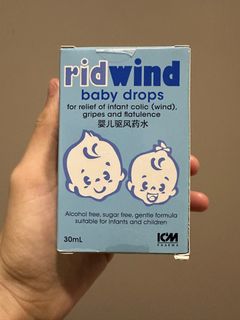 ridwind
baby drops
for relief of infant colic (wind),
gripes and flatulence
婴儿驱风药水
Alcohol free, sugar free, gentle formula
suitable for infants and children
30mL
ICM
PHARMA